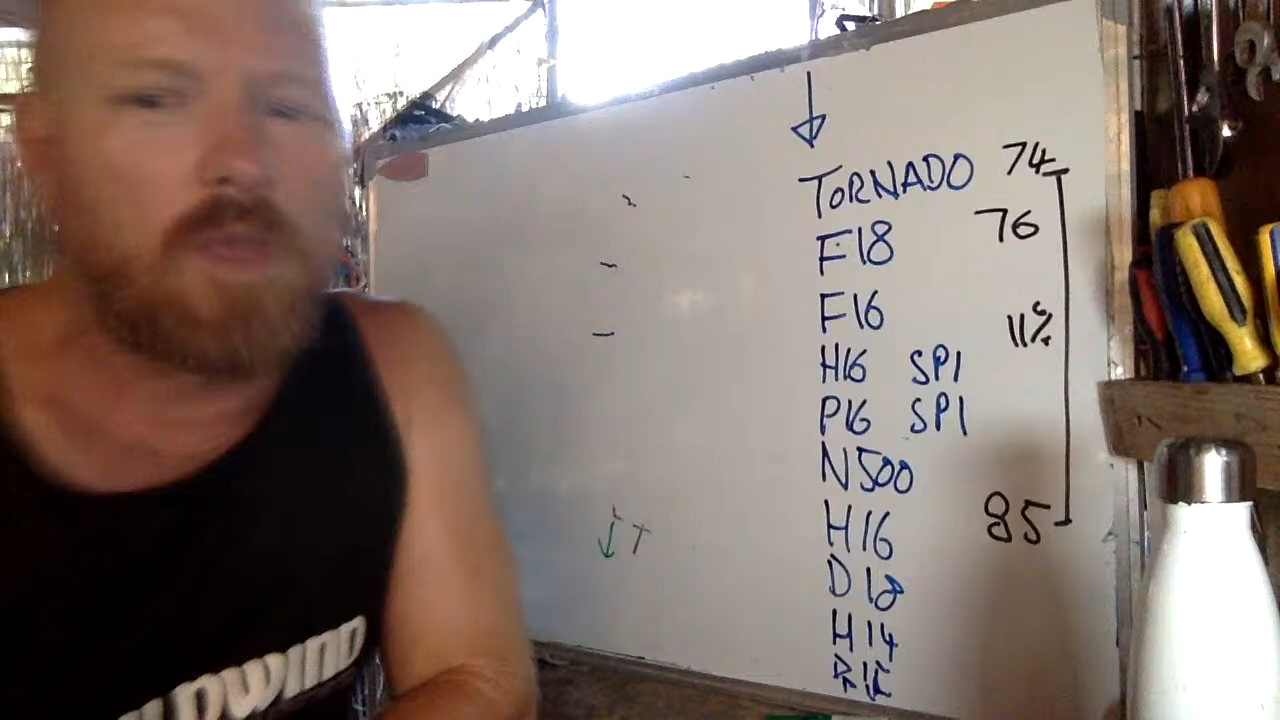 TORNADO 74
F18 76
F16 11%
H16 SP1
P16 SP1
N500
H16 85
D18
H14